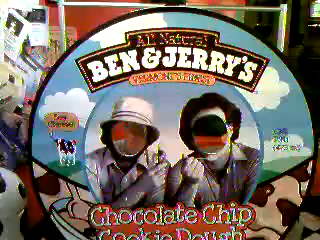 All Natural
BEN & JERRY'S
VERMONT'S FINEST
Chocolate Chip
Cookie Dough